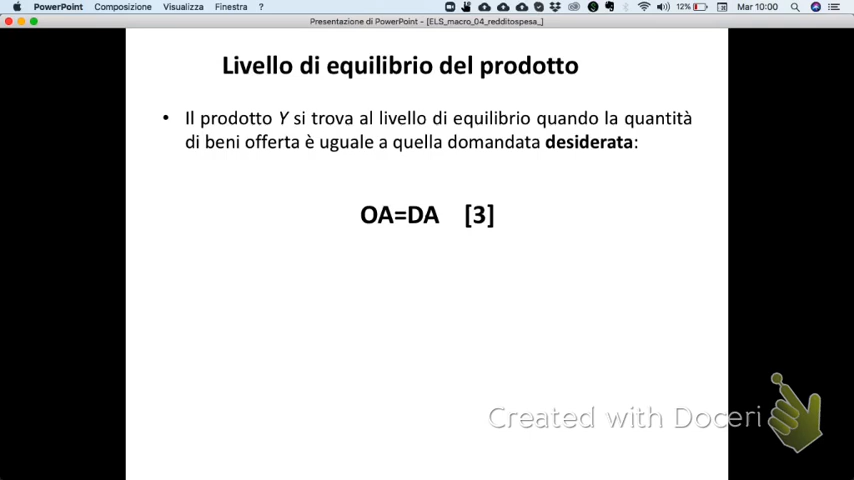 PowerPoint Composizione Visualizza Finestra ? 12% Mar 10:00
Presentazione di PowerPoint - [ELS_macro_04_redditospesa_]
Livello di equilibrio del prodotto
• Il prodotto Y si trova al livello di equilibrio quando la quantità
di beni offerta è uguale a quella domandata desiderata:
OA=DA [3]
Created with Doceri